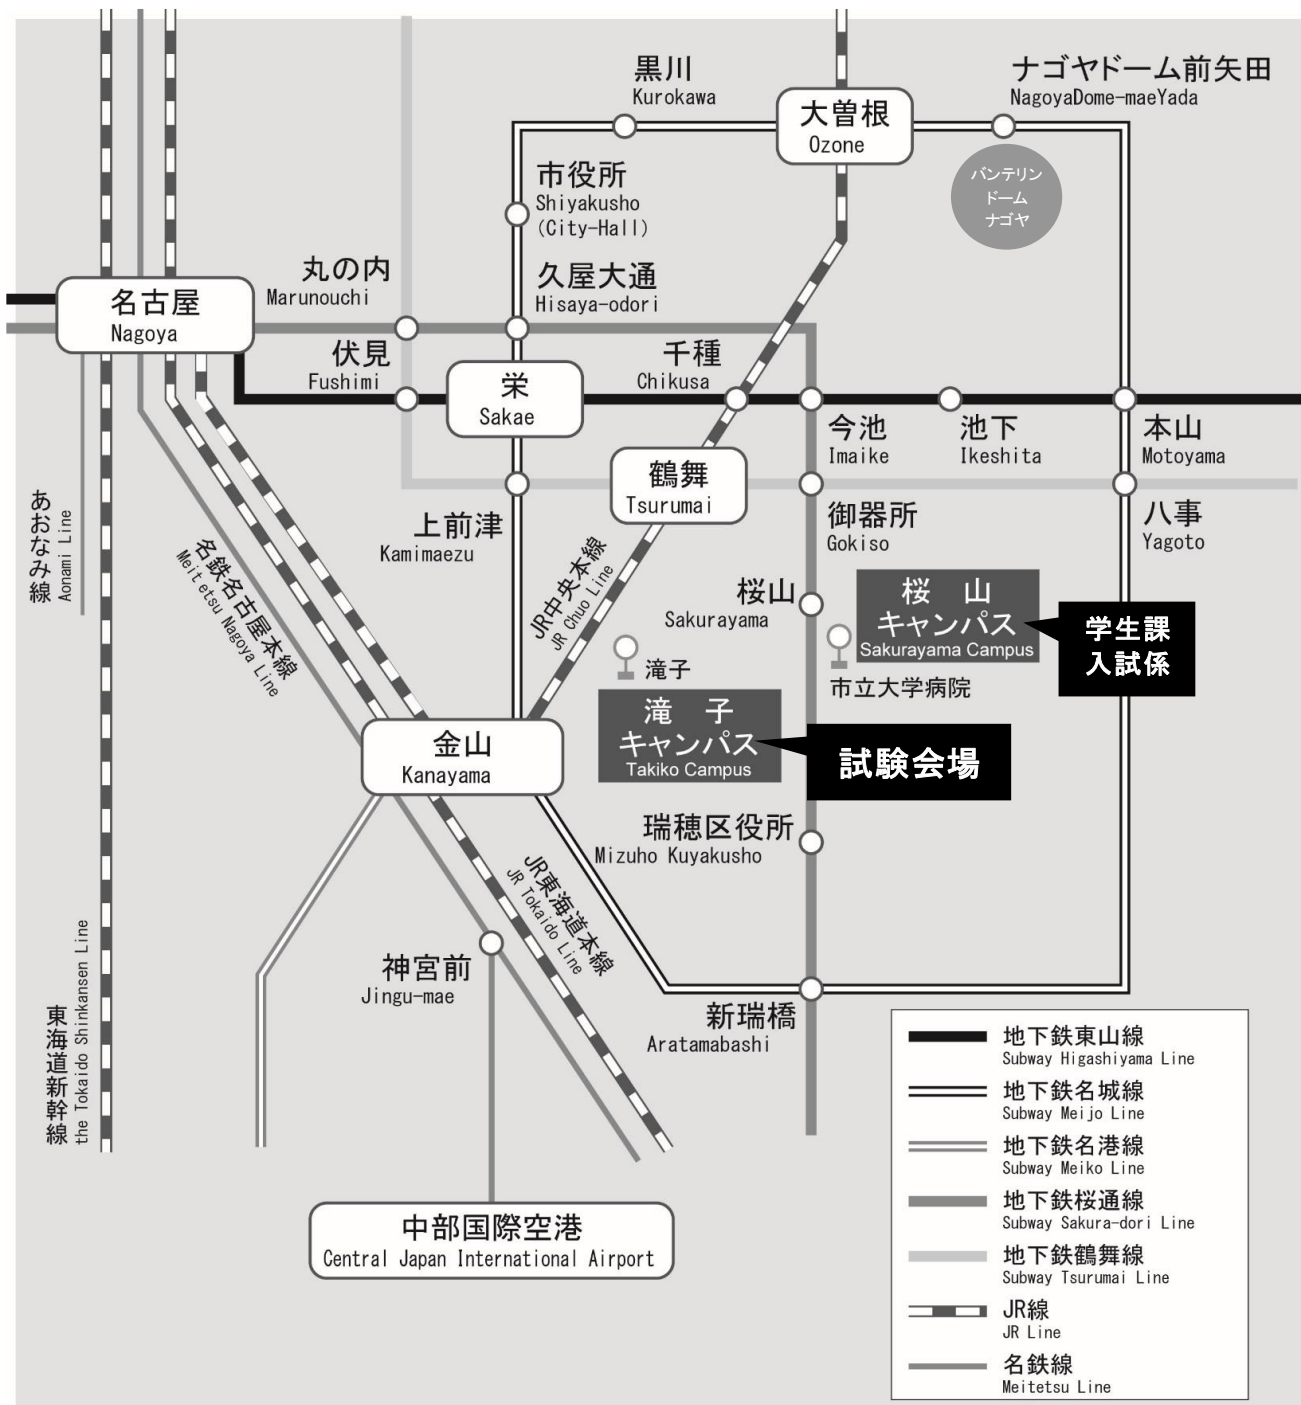 黒川
Kurokawa
大曽根
Ozone
ナゴヤドーム前矢田
NagoyaDome-maeYada
バンテリン
ドーム
ナゴヤ
市役所
Shiyakusho
(City-Hall)
丸の内
Marunouchi
久屋大通
Hisaya-odori
名古屋
Nagoya
伏見
Fushimi
栄
Sakae
千種
Chikusa
今池
Imaike
池下
Ikeshita
本山
Motoyama
鶴舞
Tsurumai
上前津
Kamimaezu
御器所
Gokiso
八事
Yagoto
あおなみ線
Aonami Line
名鉄名古屋本線
Meitetsu Nagoya Line
JR中央本線
JR Chuo Line
桜山
Sakurayama
桜 山
キャンパス
Sakurayama Campus
学生課
入試係
市立大学病院
滝子
滝 子
キャンパス
Takiko Campus
試験会場
金山
Kanayama
瑞穂区役所
Mizuho Kuyakusho
JR東海道本線
JR Tokaido Line
神宮前
Jingu-mae
新瑞橋
Aratamabashi
東海道新幹線
the Tokaido Shinkansen Line
中部国際空港
Central Japan International Airport
地下鉄東山線
Subway Higashiyama Line
地下鉄名城線
Subway Meijo Line
地下鉄名港線
Subway Meiko Line
地下鉄桜通線
Subway Sakura-dori Line
地下鉄鶴舞線
Subway Tsurumai Line
JR線
JR Line
名鉄線
Meitetsu Line